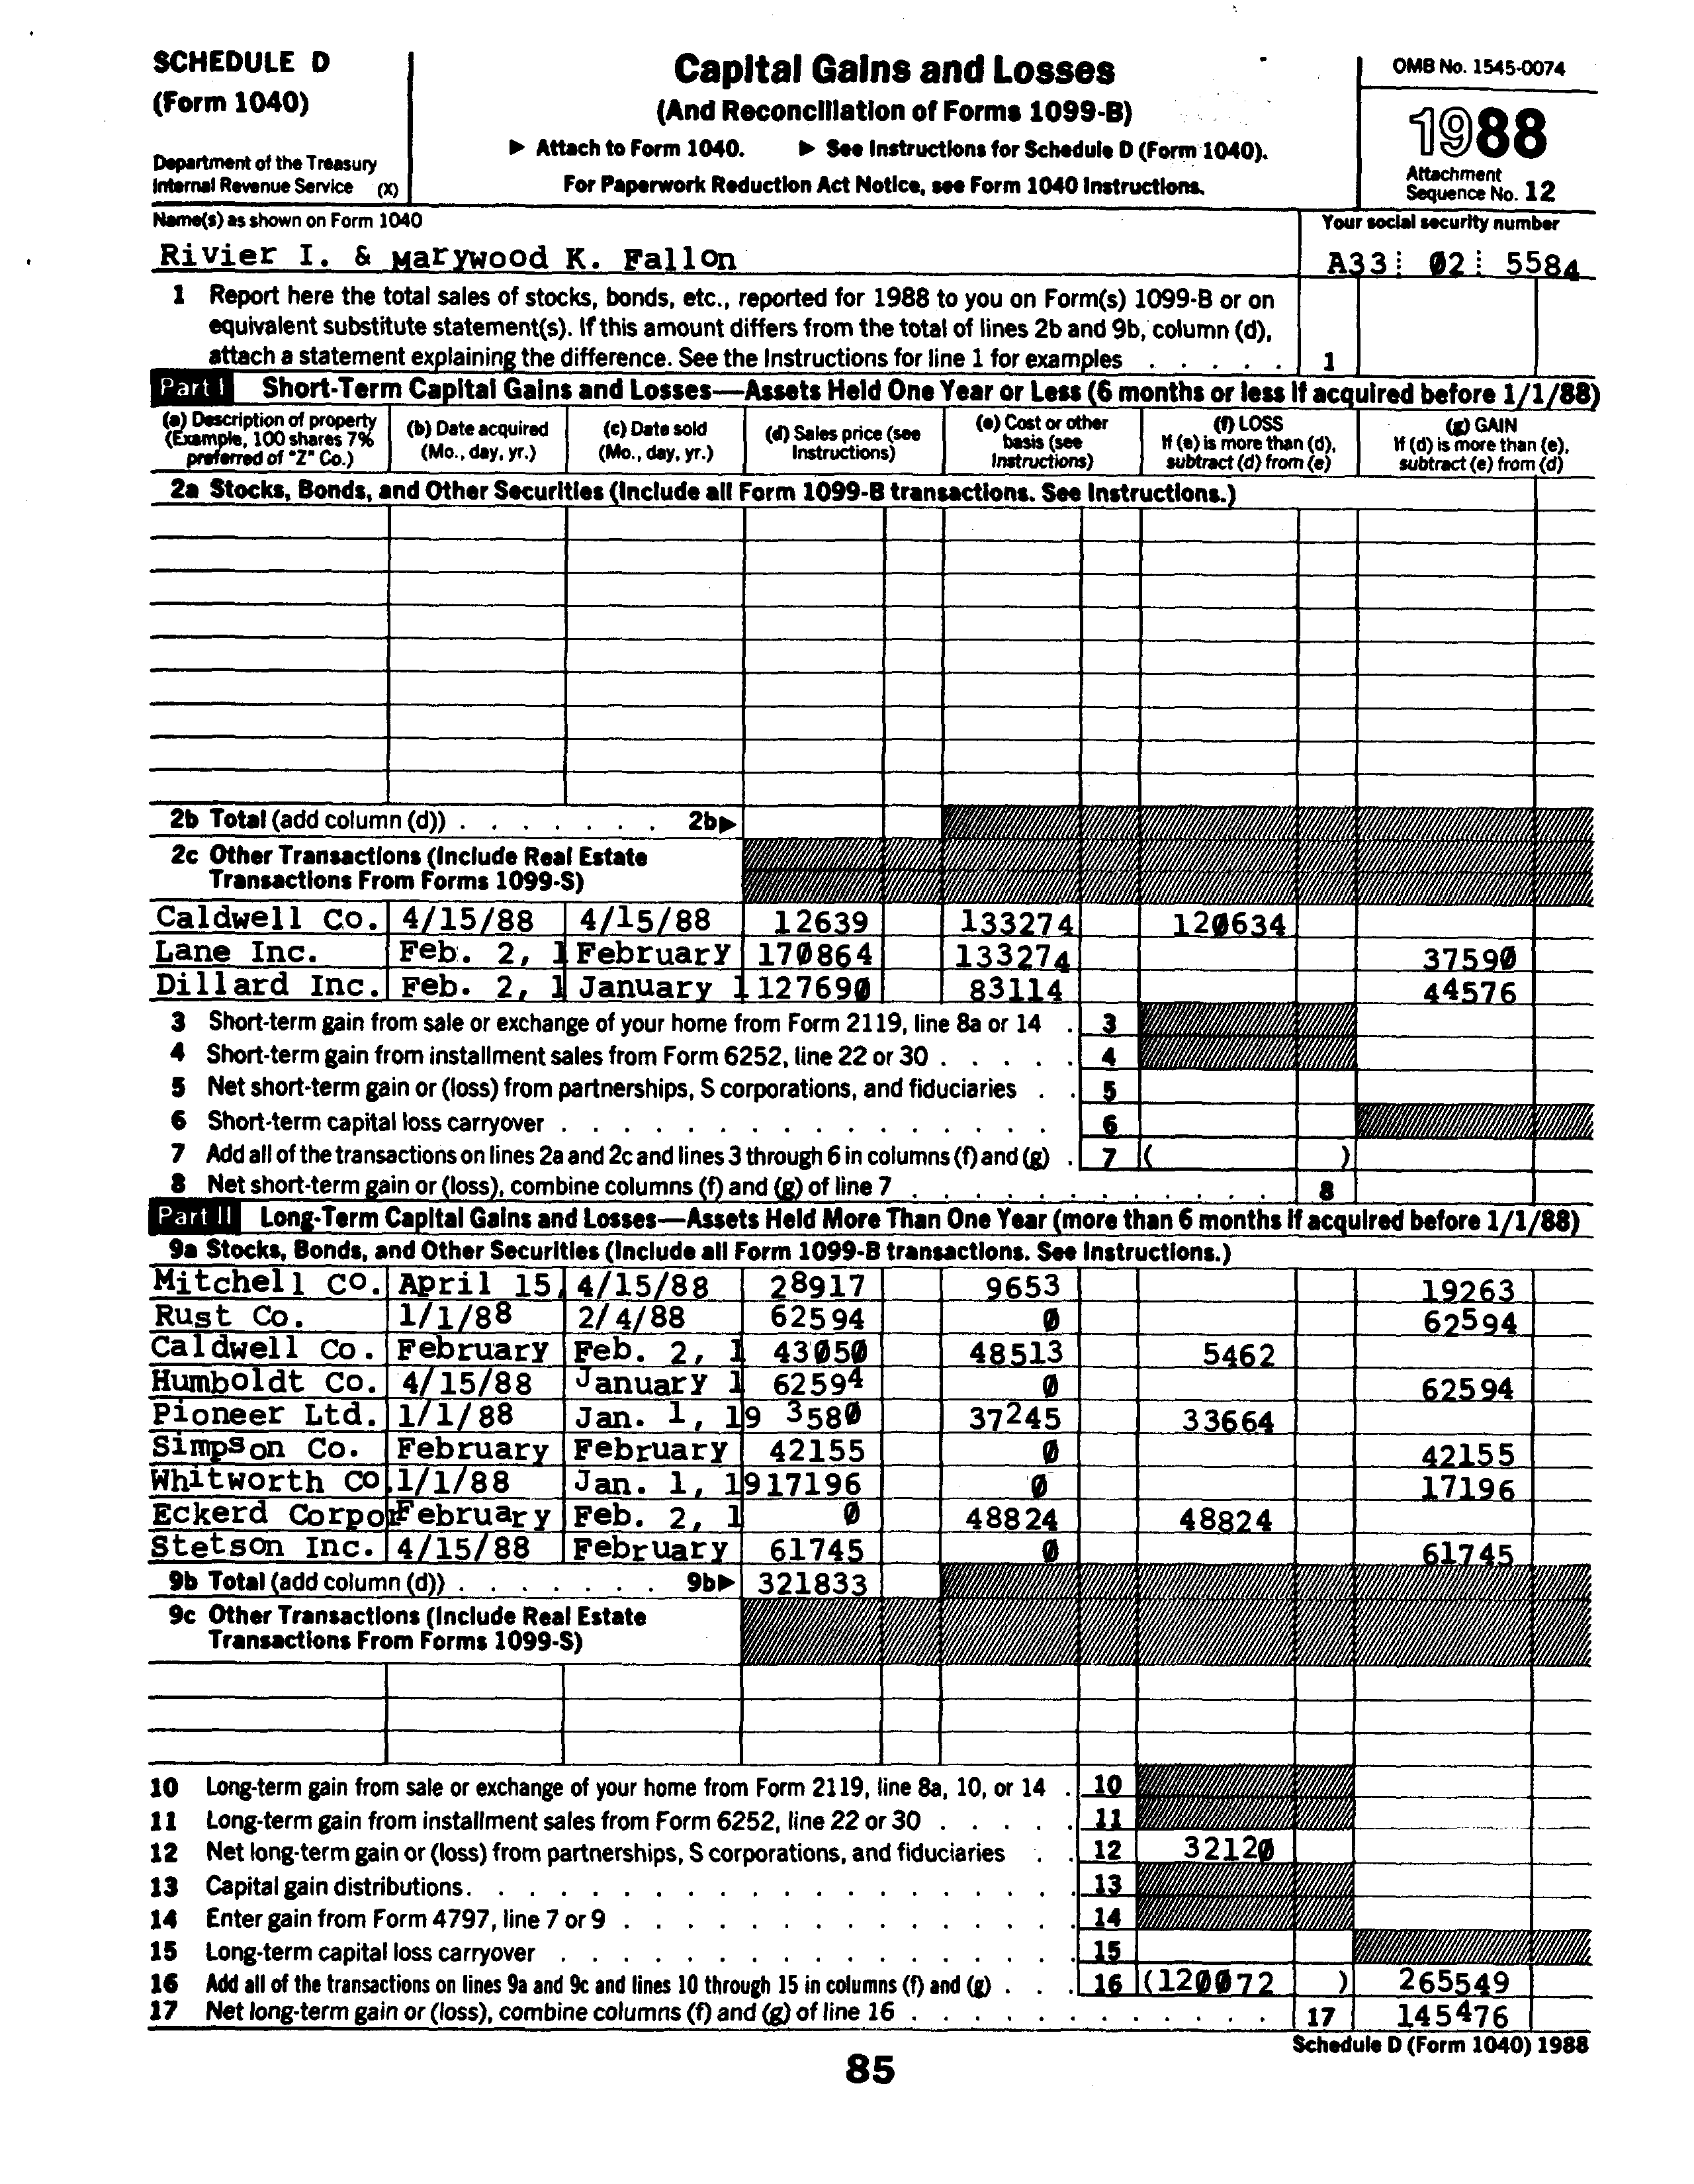 SCHEDULE D
(Form 1040)
Department of the Treasury
Internal Revenue Service (X)
Capital Gains and Losses
(And Reconciliation of Forms 1099-B)
▶ Attach to Form 1040. ▶ See Instructions for Schedule D (Form 1040).
For Paperwork Reduction Act Notice, see Form 1040 Instructions.
OMB No. 1545-0074
1988
Attachment
Sequence No. 12
Name(s) as shown on Form 1040
Your social security number
Rivier I. & Marywood K. Fallon
A33 02 5584
1 Report here the total sales of stocks, bonds, etc., reported for 1988 to you on Form(s) 1099-B or on
equivalent substitute statement(s). If this amount differs from the total of lines 2b and 9b, column (d),
attach a statement explaining the difference. See the Instructions for line 1 for examples . . . . . 1
Part I Short-Term Capital Gains and Losses—Assets Held One Year or Less (6 months or less if acquired before 1/1/88)
(a) Description of property
(Example, 100 shares 7%
preferred of "Z" Co.)
(b) Date acquired
(Mo., day, yr.)
(c) Date sold
(Mo., day, yr.)
(d) Sales price (see
Instructions)
(e) Cost or other
basis (see
Instructions)
(f) LOSS
If (e) is more than (d),
subtract (d) from (e)
(g) GAIN
If (d) is more than (e),
subtract (e) from (d)
2a Stocks, Bonds, and Other Securities (Include all Form 1099-B transactions. See Instructions.)
2b Total (add column (d)) . . . . . . . 2b▶
2c Other Transactions (Include Real Estate
Transactions From Forms 1099-S)
Caldwell Co. 4/15/88 4/15/88 12639 133274 120634
Lane Inc. Feb. 2, 1 February 170864 133274 37590
Dillard Inc. Feb. 2, 1 January 1 127690 83114 44576
3 Short-term gain from sale or exchange of your home from Form 2119, line 8a or 14 . 3
4 Short-term gain from installment sales from Form 6252, line 22 or 30 . . . . . 4
5 Net short-term gain or (loss) from partnerships, S corporations, and fiduciaries . . 5
6 Short-term capital loss carryover . . . . . . . . . . . . . . . . 6
7 Add all of the transactions on lines 2a and 2c and lines 3 through 6 in columns (f) and (g) . 7 ( )
8 Net short-term gain or (loss), combine columns (f) and (g) of line 7 . . . . . . . . . . . 8
Part II Long-Term Capital Gains and Losses—Assets Held More Than One Year (more than 6 months if acquired before 1/1/88)
9a Stocks, Bonds, and Other Securities (Include all Form 1099-B transactions. See Instructions.)
Mitchell Co. April 15, 4/15/88 28917 9653 19263
Rust Co. 1/1/88 2/4/88 62594 0 62594
Caldwell Co. February Feb. 2, 1 43050 48513 5462
Humboldt Co. 4/15/88 January 1 62594 0 62594
Pioneer Ltd. 1/1/88 Jan. 1, 19 3580 37245 33664
Simpson Co. February February 42155 0 42155
Whitworth Co. 1/1/88 Jan. 1, 19 17196 0 17196
Eckerd Corpor February Feb. 2, 1 0 48824 48824
Stetson Inc. 4/15/88 February 61745 0 61745
9b Total (add column (d)) . . . . . . . 9b▶ 321833
9c Other Transactions (Include Real Estate
Transactions From Forms 1099-S)
10 Long-term gain from sale or exchange of your home from Form 2119, line 8a, 10, or 14 . 10
11 Long-term gain from installment sales from Form 6252, line 22 or 30 . . . . . 11
12 Net long-term gain or (loss) from partnerships, S corporations, and fiduciaries . . 12 32120
13 Capital gain distributions. . . . . . . . . . . . . . . . . . . . 13
14 Enter gain from Form 4797, line 7 or 9 . . . . . . . . . . . . . . 14
15 Long-term capital loss carryover . . . . . . . . . . . . . . . . . 15
16 Add all of the transactions on lines 9a and 9c and lines 10 through 15 in columns (f) and (g) . . . 16 (120072 ) 265549
17 Net long-term gain or (loss), combine columns (f) and (g) of line 16 . . . . . . . . . . . . 17 145476
Schedule D (Form 1040) 1988
85